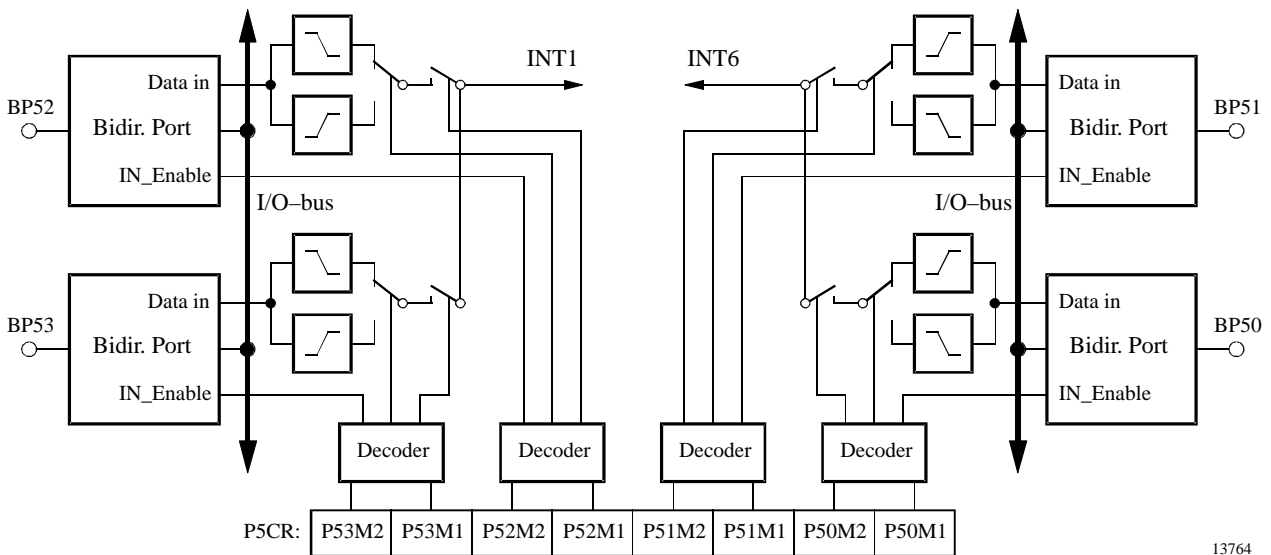 INT1 INT6
Data in Data in
BP52 BP51
Bidir. Port Bidir. Port
IN_Enable IN_Enable
I/O–bus I/O–bus
Data in Data in
BP53 BP50
Bidir. Port Bidir. Port
IN_Enable IN_Enable
Decoder Decoder Decoder Decoder
P5CR: P53M2 P53M1 P52M2 P52M1 P51M2 P51M1 P50M2 P50M1
13764